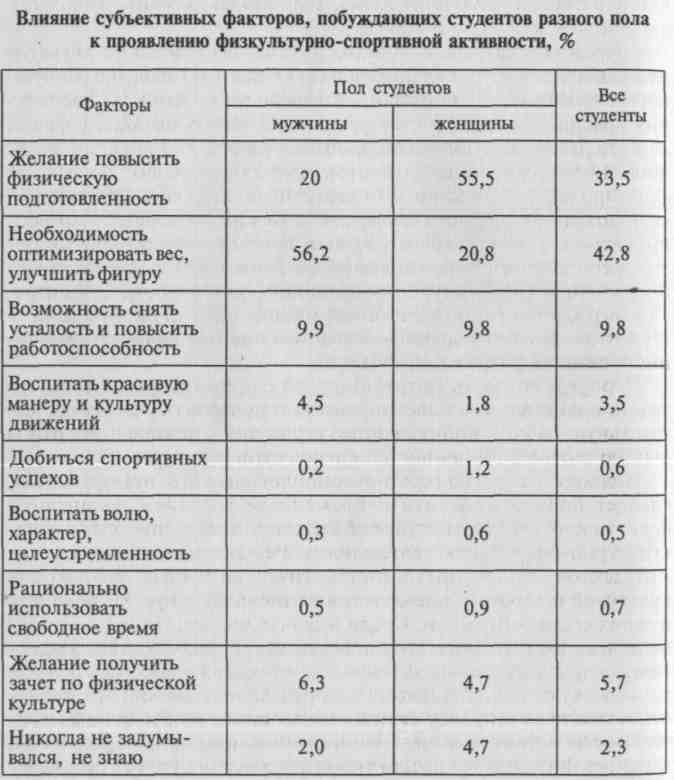 Влияние субъективных факторов, побуждающих студентов разного пола
к проявлению физкультурно-спортивной активности, %
Факторы
Пол студентов
Все
студенты
мужчины
женщины
Желание повысить
физическую
подготовленность
20
55,5
33,5
Необходимость
оптимизировать вес,
улучшить фигуру
56,2
20,8
42,8
Возможность снять
усталость и повысить
работоспособность
9,9
9,8
9,8
Воспитать красивую
манеру и культуру
движений
4,5
1,8
3,5
Добиться спортивных
успехов
0,2
1,2
0,6
Воспитать волю,
характер,
целеустремленность
0,3
0,6
0,5
Рационально
использовать
свободное время
0,5
0,9
0,7
Желание получить
зачет по физической
культуре
6,3
4,7
5,7
Никогда не задумы-
вался, не знаю
2,0
4,7
2,3